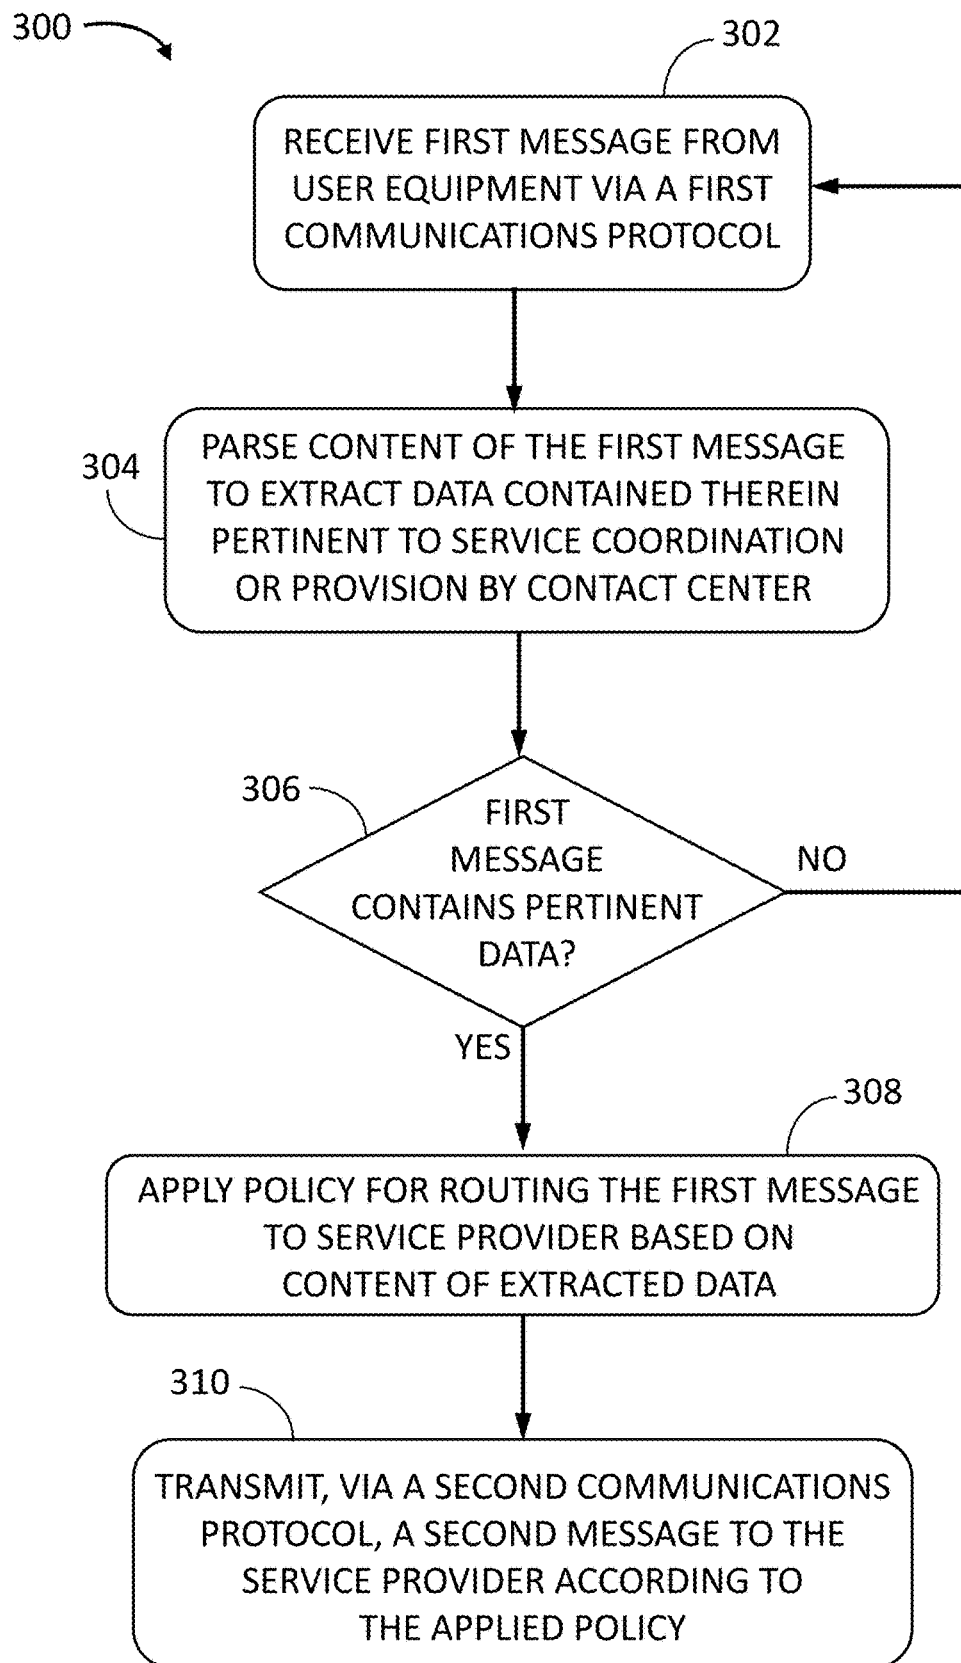 300
302
RECEIVE FIRST MESSAGE FROM
USER EQUIPMENT VIA A FIRST
COMMUNICATIONS PROTOCOL
304
PARSE CONTENT OF THE FIRST MESSAGE
TO EXTRACT DATA CONTAINED THEREIN
PERTINENT TO SERVICE COORDINATION
OR PROVISION BY CONTACT CENTER
306
FIRST
MESSAGE
CONTAINS PERTINENT
DATA?
NO
YES
308
APPLY POLICY FOR ROUTING THE FIRST MESSAGE
TO SERVICE PROVIDER BASED ON
CONTENT OF EXTRACTED DATA
310
TRANSMIT, VIA A SECOND COMMUNICATIONS
PROTOCOL, A SECOND MESSAGE TO THE
SERVICE PROVIDER ACCORDING TO
THE APPLIED POLICY